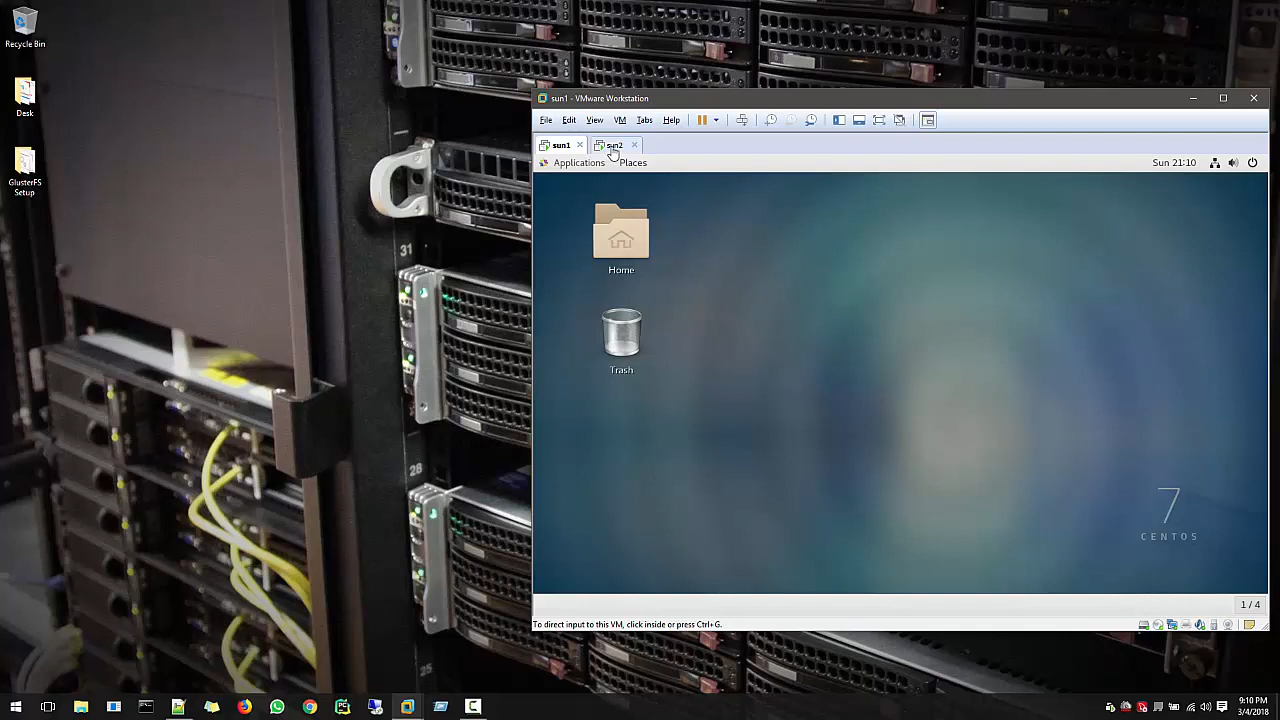 Recycle Bin
Desk
GlusterFS
Setup
31
28
25
sun1 - VMware Workstation
File Edit View VM Tabs Help
sun1 sun2
Applications Places Sun 21:10
Home
Trash
7
CENTOS
1 / 4
To direct input to this VM, click inside or press Ctrl+G.
9:10 PM
3/4/2018